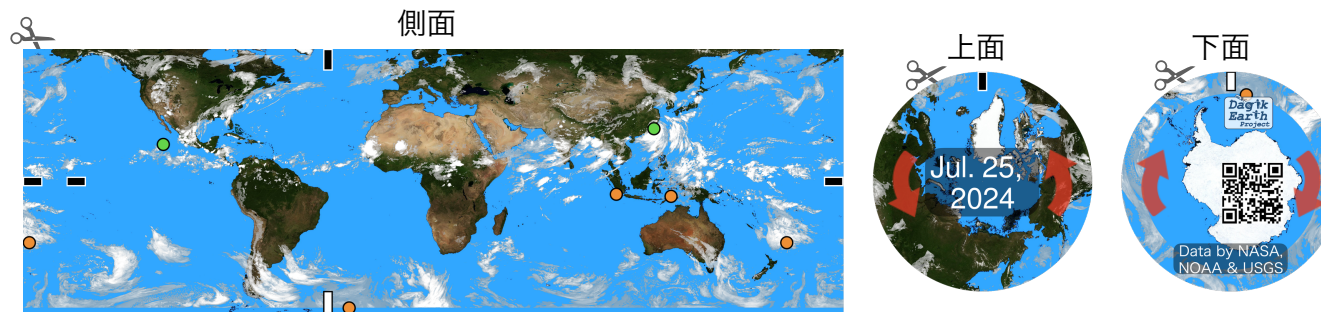 側面
上面
下面
Jul. 25,
2024
Dagik
Earth
Project
Data by NASA,
NOAA & USGS